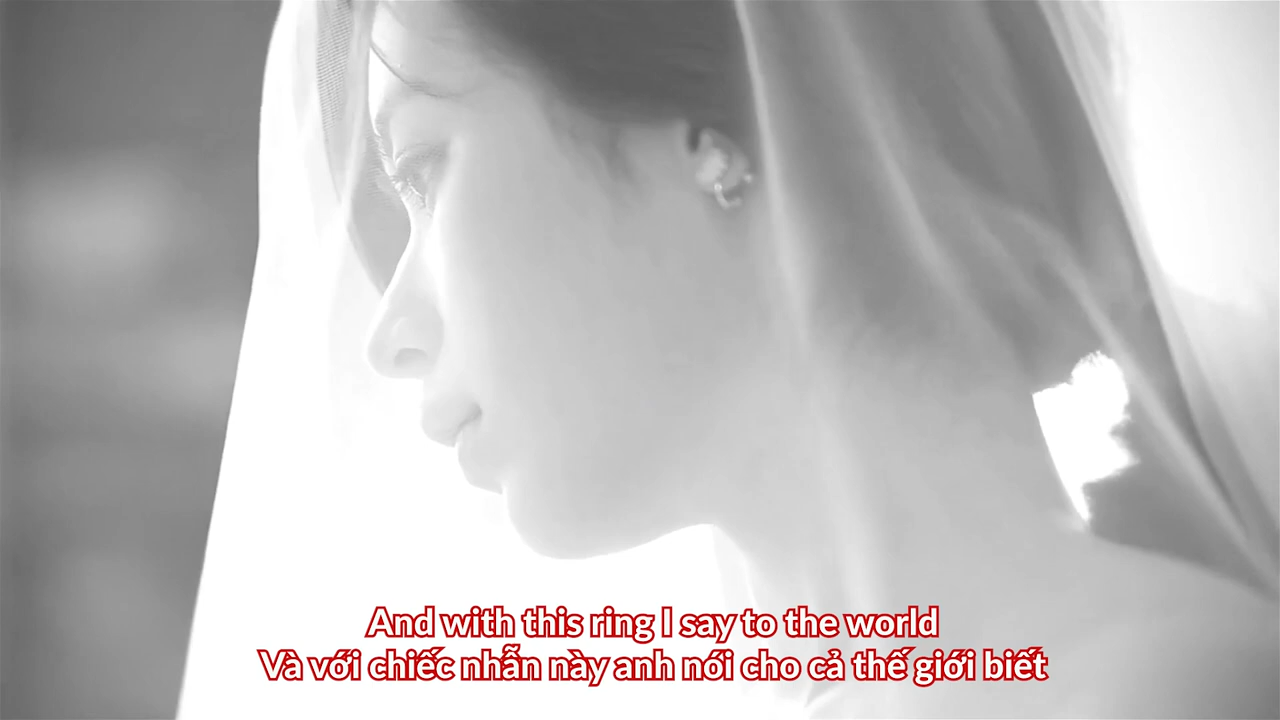 And with this ring I say to the world
Và với chiếc nhẫn này anh nói cho cả thế giới biết